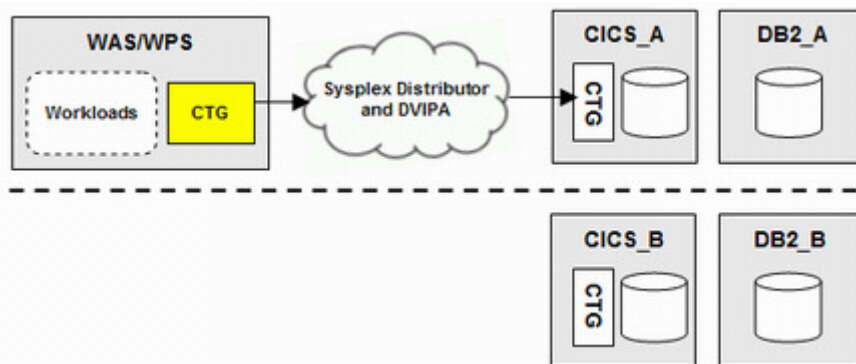 WAS/WPS
Workloads
CTG
Sysplex Distributor
and DVIPA
CICS_A
CTG
DB2_A
CICS_B
CTG
DB2_B